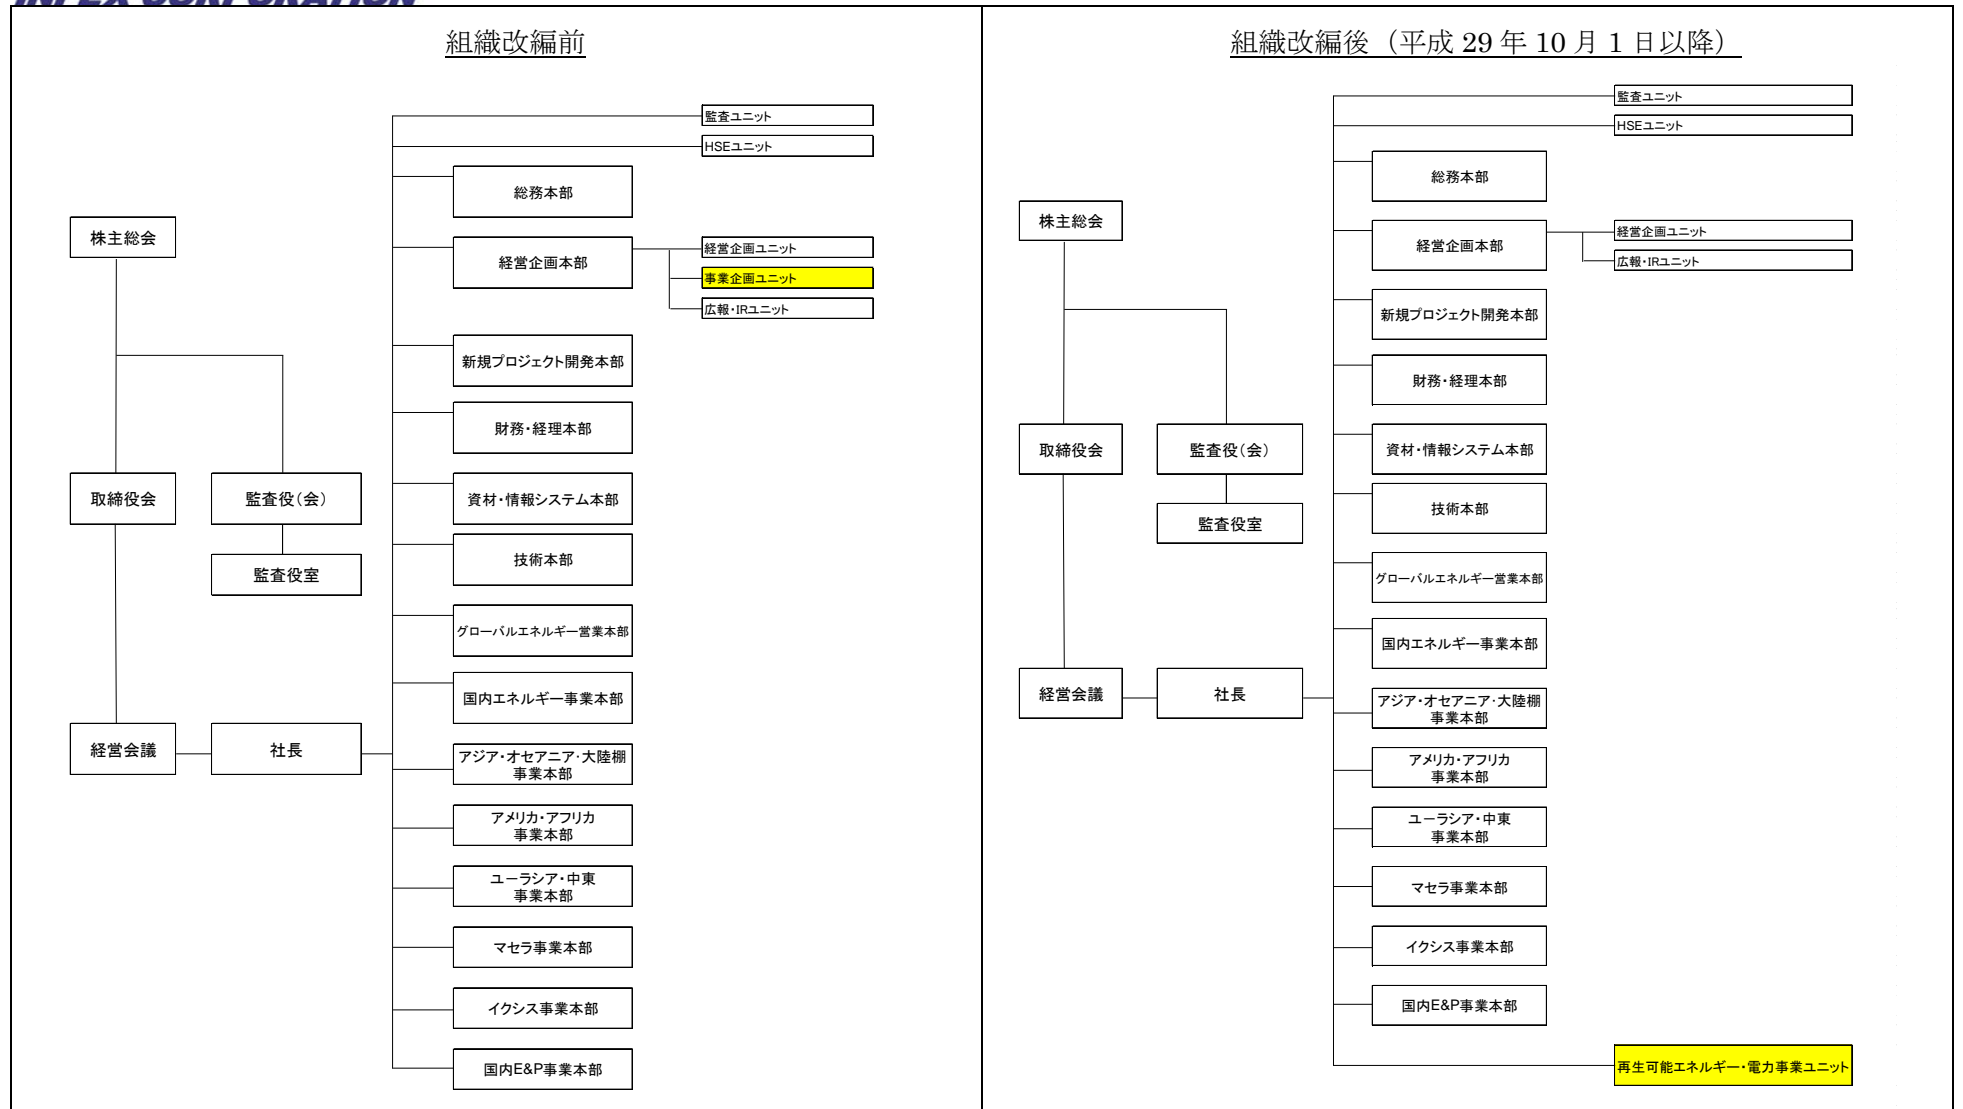 INPEX CORPORATION
組織改編前
監査ユニット
HSEユニット
総務本部
株主総会
経営企画本部
経営企画ユニット
事業企画ユニット
広報・IRユニット
新規プロジェクト開発本部
財務・経理本部
取締役会
監査役（会）
資材・情報システム本部
技術本部
監査役室
グローバルエネルギー営業本部
国内エネルギー事業本部
経営会議
社長
アジア・オセアニア・大陸棚
事業本部
アメリカ・アフリカ
事業本部
ユーラシア・中東
事業本部
マセラ事業本部
イクシス事業本部
国内E&P事業本部
組織改編後（平成 29 年 10 月 1 日以降）
監査ユニット
HSEユニット
総務本部
株主総会
経営企画本部
経営企画ユニット
広報・IRユニット
新規プロジェクト開発本部
財務・経理本部
取締役会
監査役（会）
資材・情報システム本部
技術本部
監査役室
グローバルエネルギー営業本部
国内エネルギー事業本部
経営会議
社長
アジア・オセアニア・大陸棚
事業本部
アメリカ・アフリカ
事業本部
ユーラシア・中東
事業本部
マセラ事業本部
イクシス事業本部
国内E&P事業本部
再生可能エネルギー・電力事業ユニット